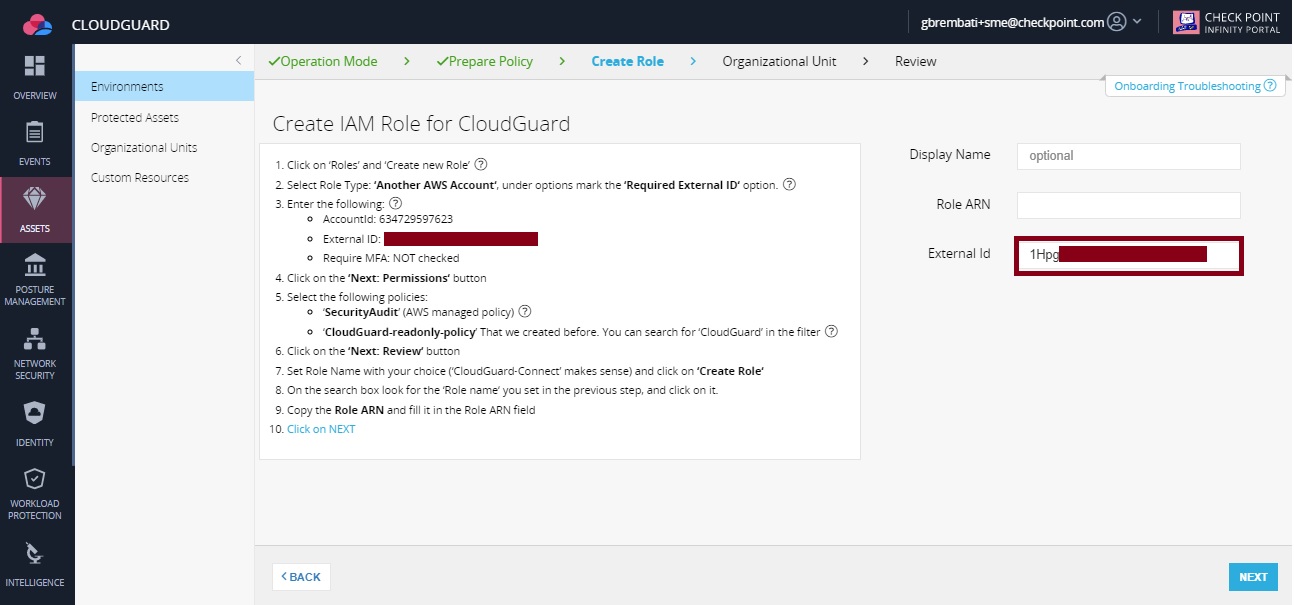 CLOUDGUARD
gbrembati+sme@checkpoint.com
CHECK POINT
INFINITY PORTAL
OVERVIEW
EVENTS
ASSETS
POSTURE
MANAGEMENT
NETWORK
SECURITY
IDENTITY
WORKLOAD
PROTECTION
INTELLIGENCE
Environments
Protected Assets
Organizational Units
Custom Resources
Operation Mode
Prepare Policy
Create Role
Organizational Unit
Review
Onboarding Troubleshooting
Create IAM Role for CloudGuard
1. Click on ‘Roles’ and ‘Create new Role’
2. Select Role Type: ‘Another AWS Account’, under options mark the ‘Required External ID’ option.
3. Enter the following:
AccountId: 634729597623
External ID:
Require MFA: NOT checked
4. Click on the ‘Next: Permissions’ button
5. Select the following policies:
‘SecurityAudit’ (AWS managed policy)
‘CloudGuard-readonly-policy’ That we created before. You can search for ‘CloudGuard’ in the filter
6. Click on the ‘Next: Review’ button
7. Set Role Name with your choice (‘CloudGuard-Connect’ makes sense) and click on ‘Create Role’
8. On the search box look for the ‘Role name’ you set in the previous step, and click on it.
9. Copy the Role ARN and fill it in the Role ARN field
10. Click on NEXT
Display Name
optional
Role ARN
External Id
1Hpg
BACK
NEXT